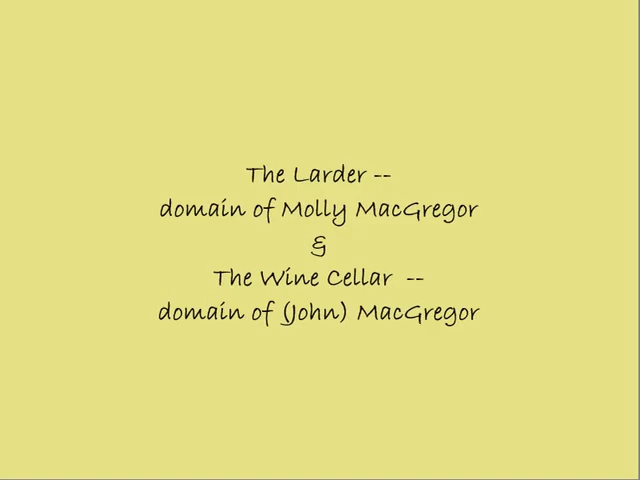 The Larder --
domain of Molly MacGregor
&
The Wine Cellar --
domain of (John) MacGregor